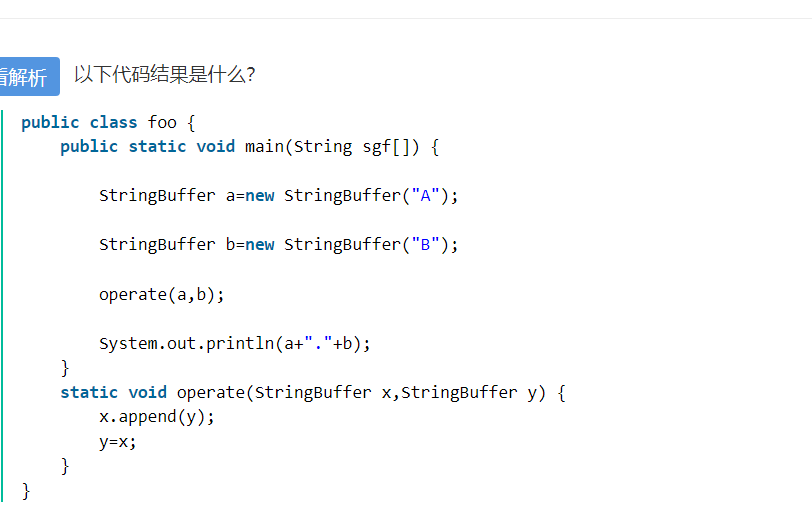 看解析 以下代码结果是什么?
public class foo {
public static void main(String sgf[]) {
StringBuffer a=new StringBuffer("A");
StringBuffer b=new StringBuffer("B");
operate(a,b);
System.out.println(a+"."+b);
}
static void operate(StringBuffer x,StringBuffer y) {
x.append(y);
y=x;
}
}